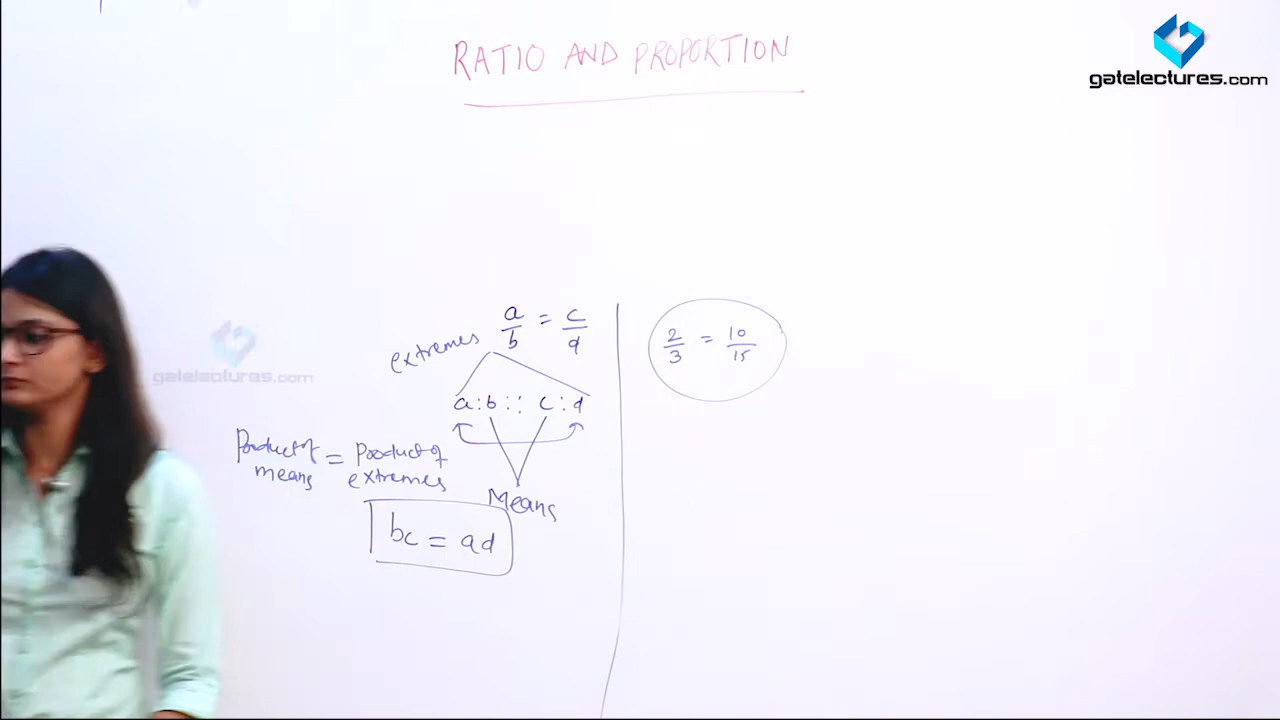 RATIO AND PROPORTION
gatelectures.com
a/b = c/d
extremes
a:b :: c:d
Product of means = Product of extremes
Means
bc = ad
2/3 = 10/15
gatelectures.com